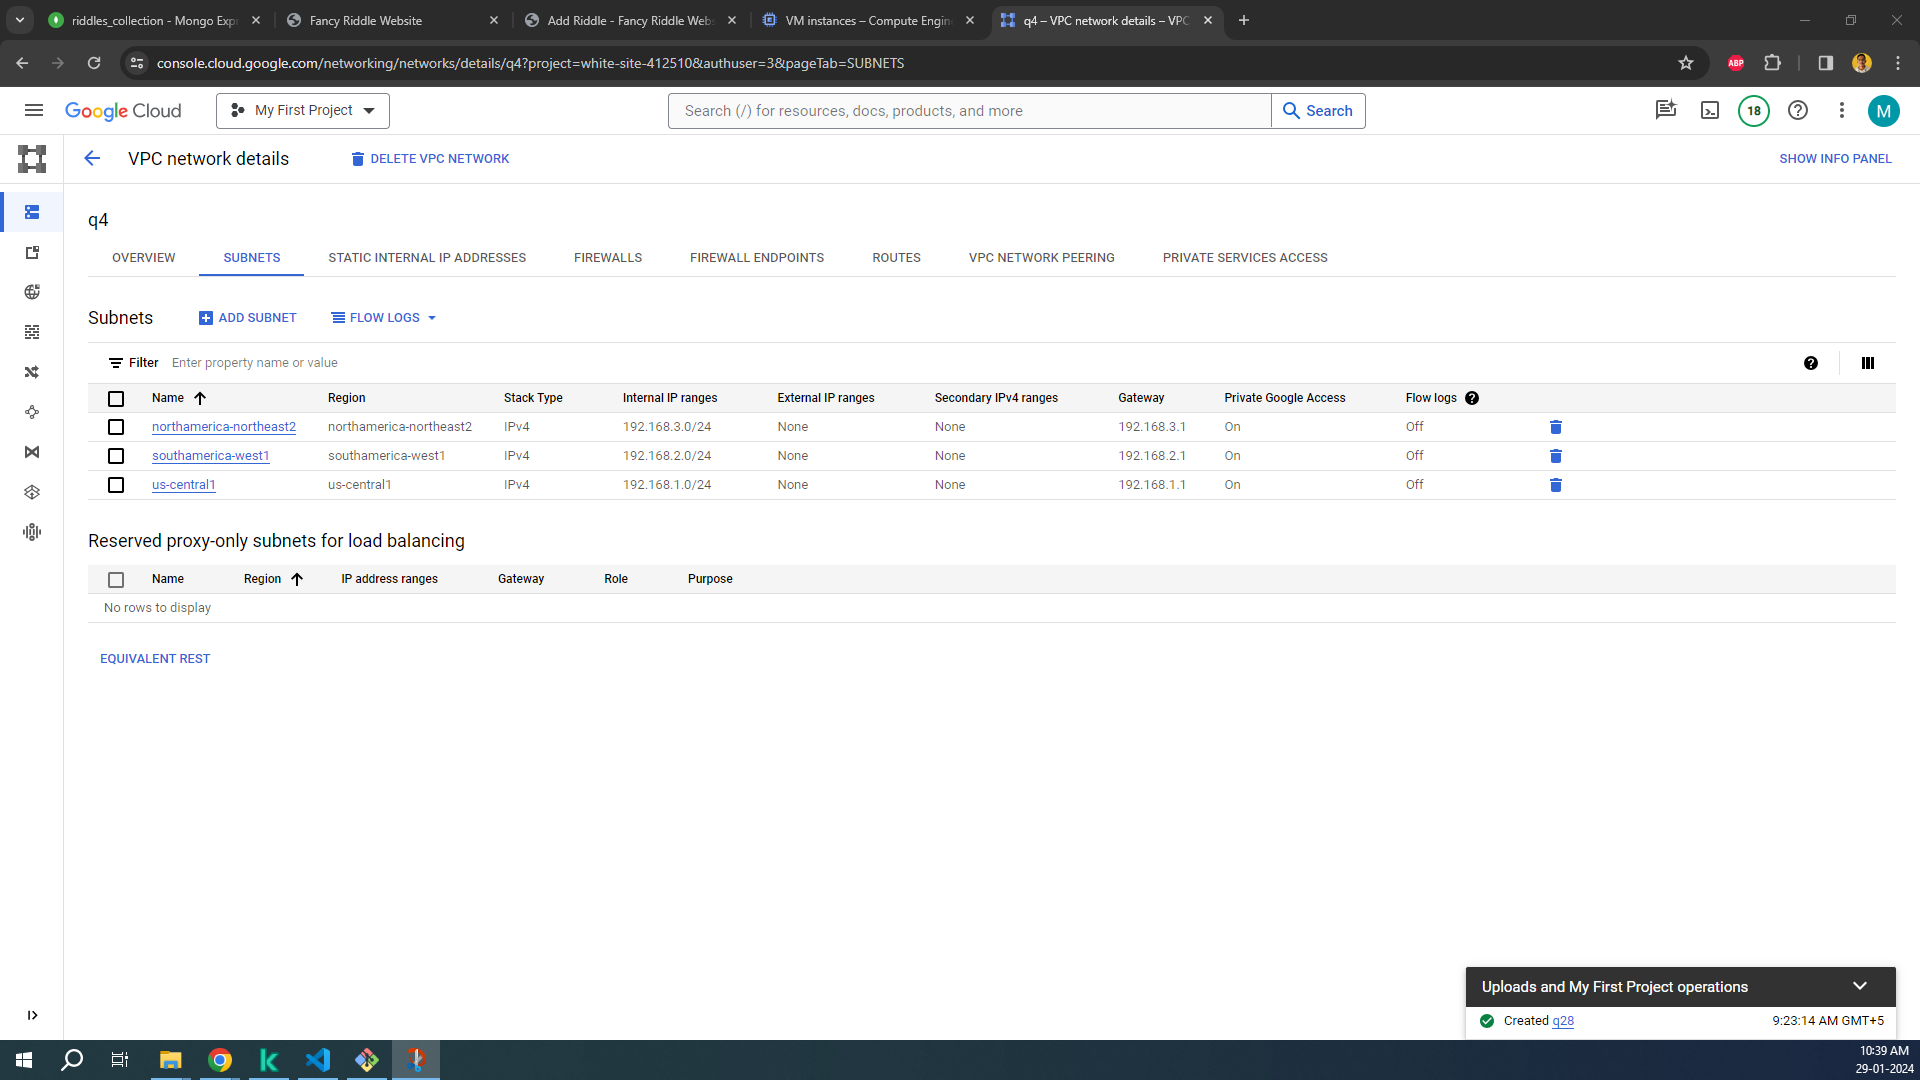 riddles_collection - Mongo Exp
Fancy Riddle Website
Add Riddle - Fancy Riddle Web
VM instances – Compute Engin
q4 – VPC network details – VPC
console.cloud.google.com/networking/networks/details/q4?project=white-site-412510&authuser=3&pageTab=SUBNETS
ABP
Google Cloud
My First Project
Search (/) for resources, docs, products, and more
Search
18
M
VPC network details
DELETE VPC NETWORK
SHOW INFO PANEL
q4
OVERVIEW SUBNETS STATIC INTERNAL IP ADDRESSES FIREWALLS FIREWALL ENDPOINTS ROUTES VPC NETWORK PEERING PRIVATE SERVICES ACCESS
Subnets ADD SUBNET FLOW LOGS
Filter Enter property name or value
Name Region Stack Type Internal IP ranges External IP ranges Secondary IPv4 ranges Gateway Private Google Access Flow logs
northamerica-northeast2 northamerica-northeast2 IPv4 192.168.3.0/24 None None 192.168.3.1 On Off
southamerica-west1 southamerica-west1 IPv4 192.168.2.0/24 None None 192.168.2.1 On Off
us-central1 us-central1 IPv4 192.168.1.0/24 None None 192.168.1.1 On Off
Reserved proxy-only subnets for load balancing
Name Region IP address ranges Gateway Role Purpose
No rows to display
EQUIVALENT REST
Uploads and My First Project operations
Created q28 9:23:14 AM GMT+5
10:39 AM
29-01-2024